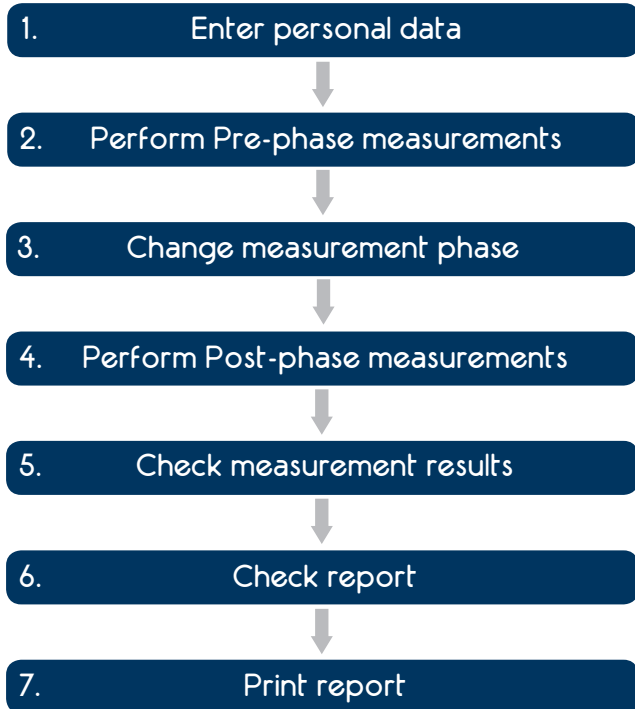 1. Enter personal data
2. Perform Pre-phase measurements
3. Change measurement phase
4. Perform Post-phase measurements
5. Check measurement results
6. Check report
7. Print report